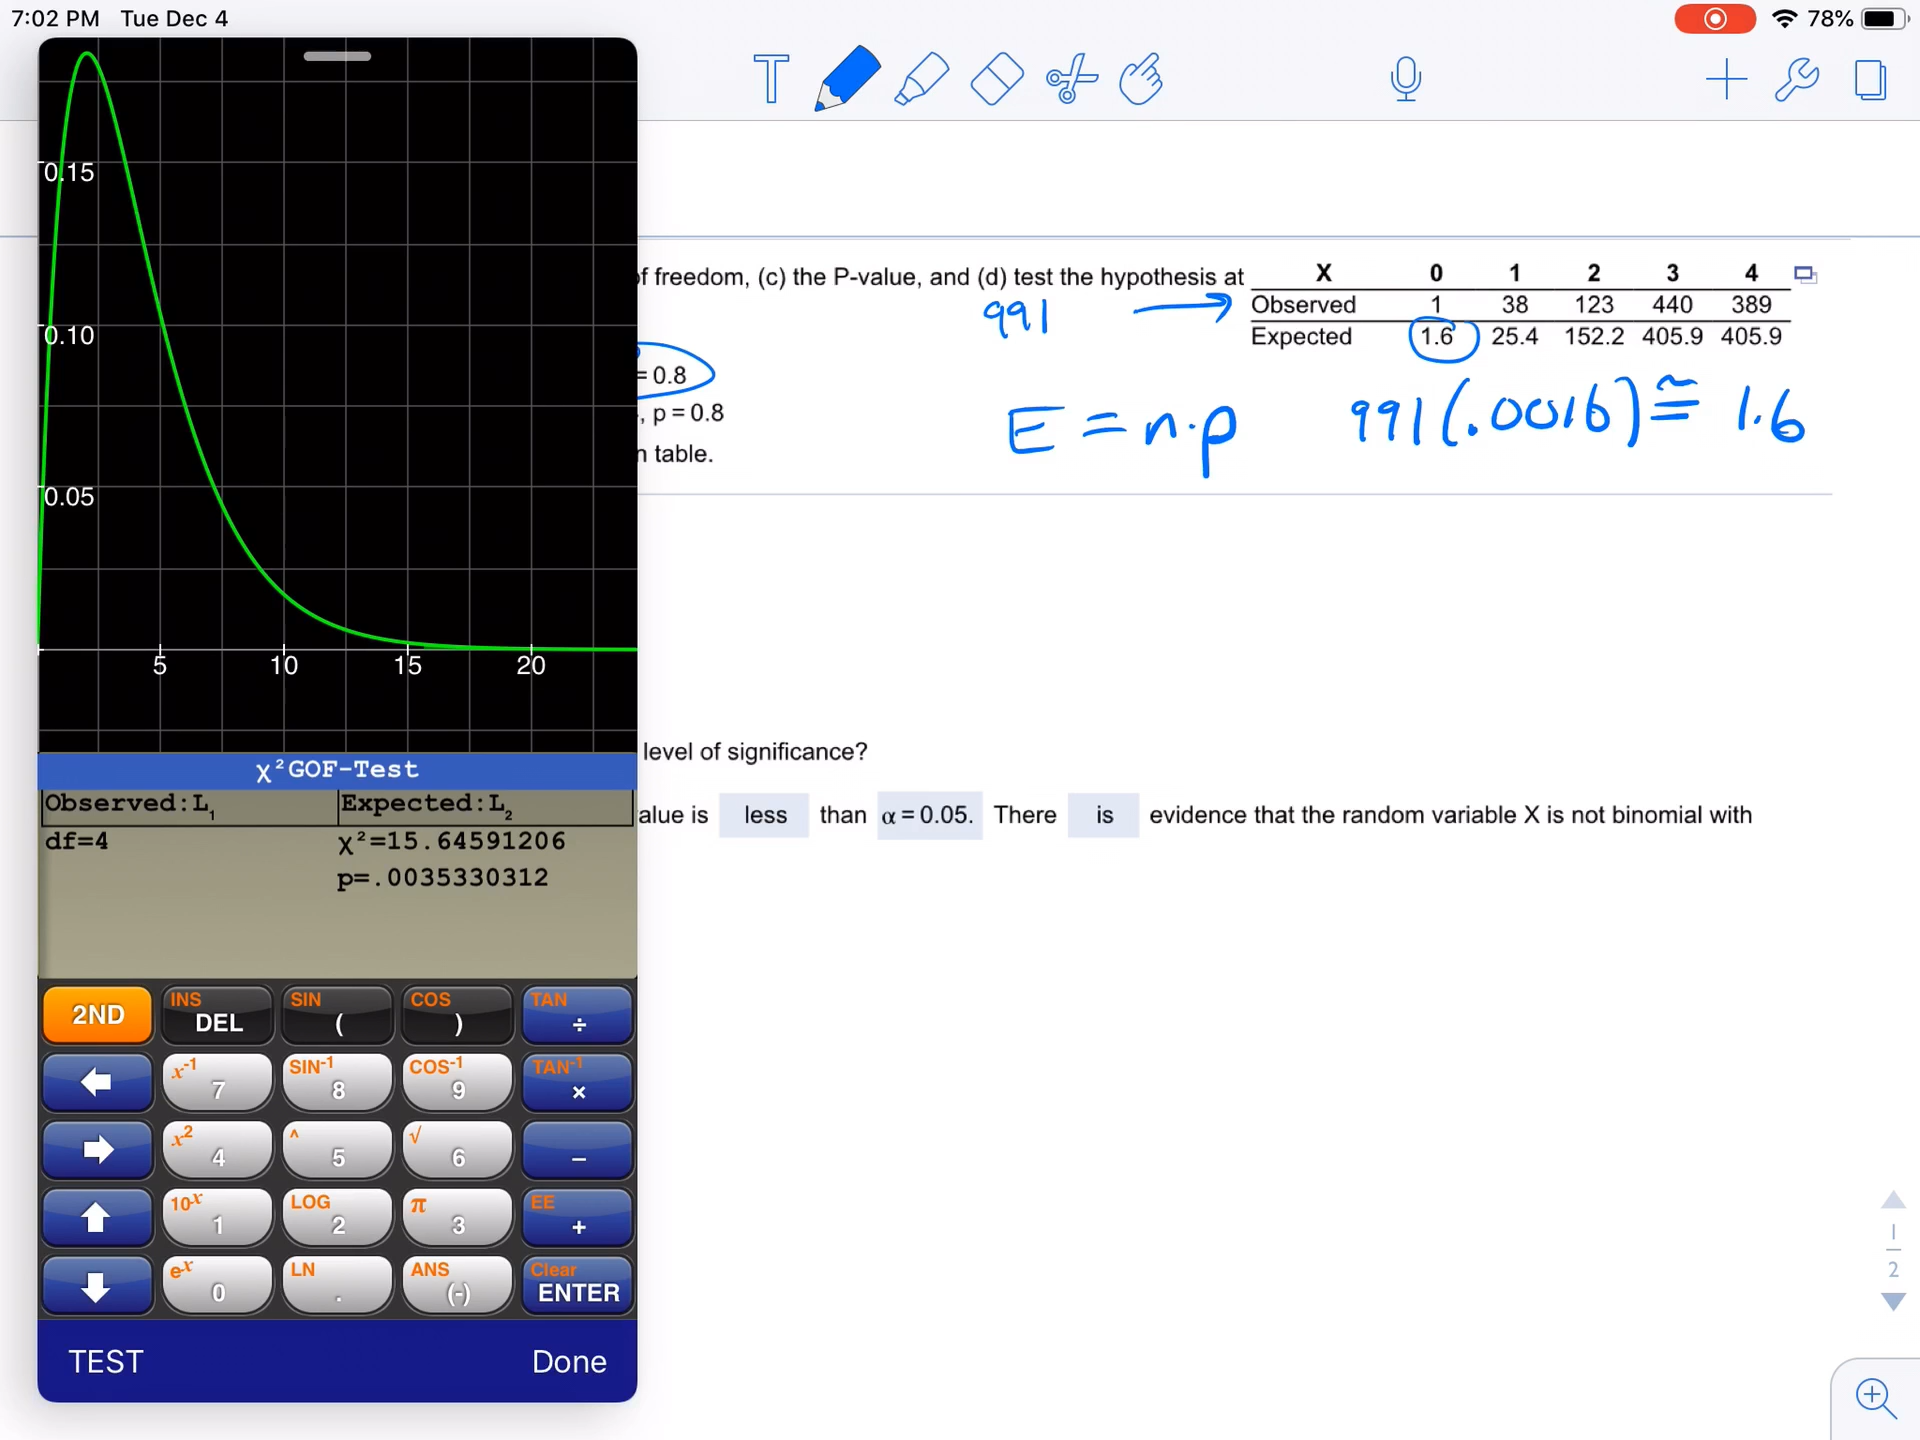 7:02 PM Tue Dec 4
78%
T
0.15
0.10
0.05
5 10 15 20
f freedom, (c) the P-value, and (d) test the hypothesis at
X 0 1 2 3 4
Observed 1 38 123 440 389
Expected 1.6 25.4 152.2 405.9 405.9
991
= 0.8
, p = 0.8
n table.
E = n·p 991(.0016) ≅ 1.6
level of significance?
alue is less than α = 0.05. There is evidence that the random variable X is not binomial with
χ²GOF-Test
Observed:L₁ Expected:L₂
df=4 χ²=15.64591206
p=.0035330312
2ND INS DEL SIN ( COS ) TAN ÷
x⁻¹ 7 SIN⁻¹ 8 COS⁻¹ 9 TAN⁻¹ ×
x² 4 ^ 5 √ 6 −
10ˣ 1 LOG 2 π 3 EE +
eˣ 0 LN . ANS (-) Clear ENTER
TEST Done
1
2